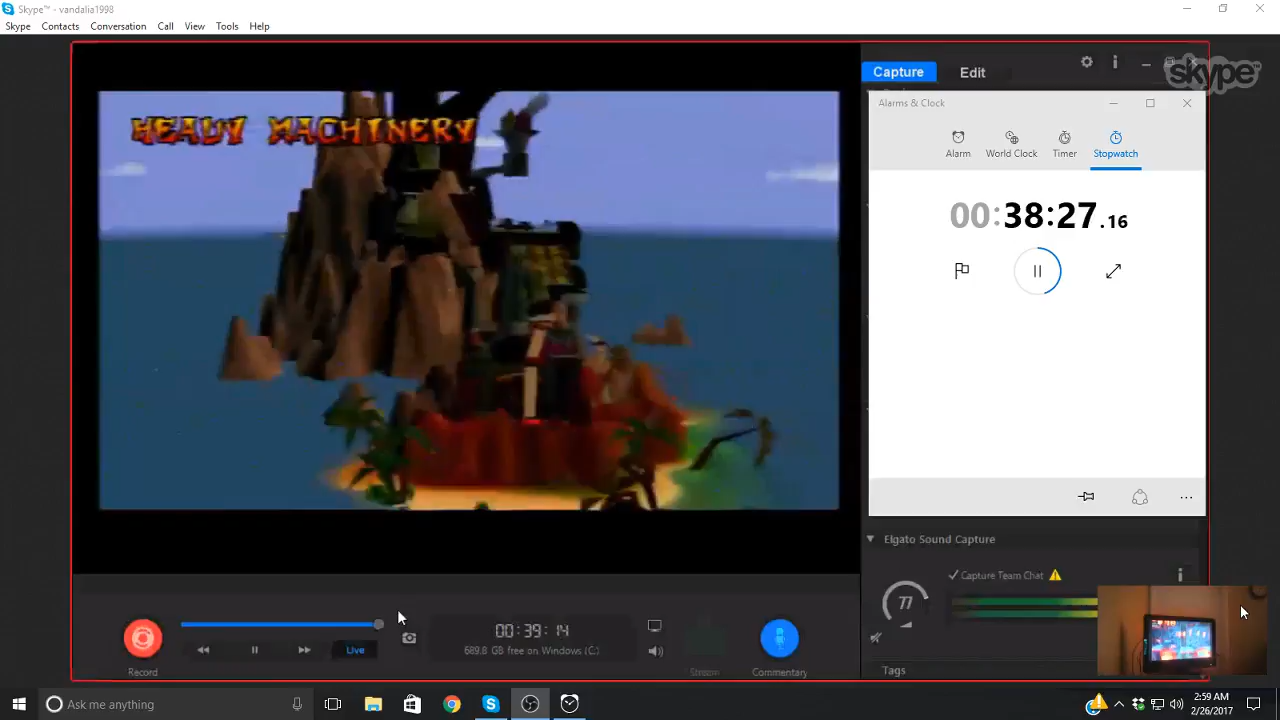 Skype™ - vandalia1998
Skype Contacts Conversation Call View Tools Help
HEAVY MACHINERY
Capture Edit
skype™
Alarms & Clock
Alarm World Clock Timer Stopwatch
00:38:27.16
Elgato Sound Capture
Capture Team Chat
77
00:39:14
689.8 GB free on Windows (C:)
Live
Record
Stream
Commentary
Tags
Ask me anything
2:59 AM
2/26/2017